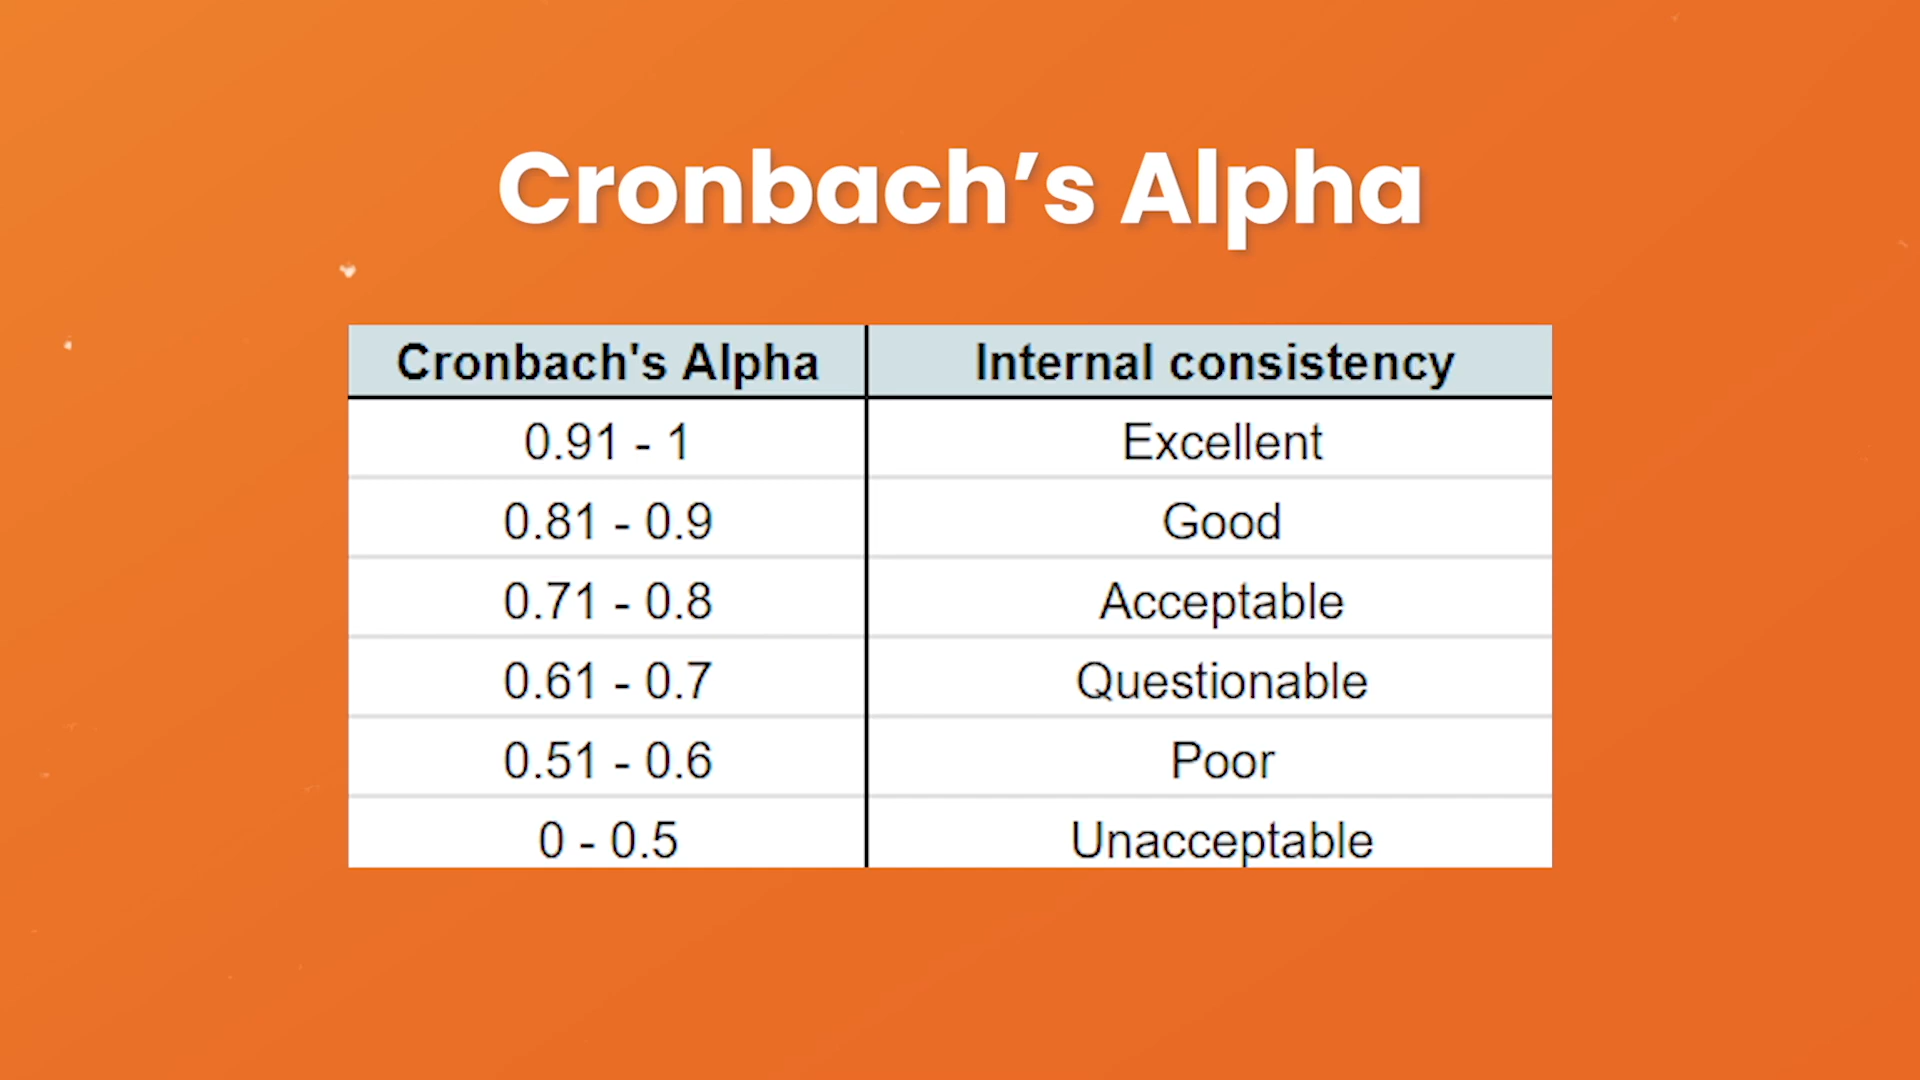 Cronbach’s Alpha
Cronbach's Alpha Internal consistency
0.91 - 1 Excellent
0.81 - 0.9 Good
0.71 - 0.8 Acceptable
0.61 - 0.7 Questionable
0.51 - 0.6 Poor
0 - 0.5 Unacceptable